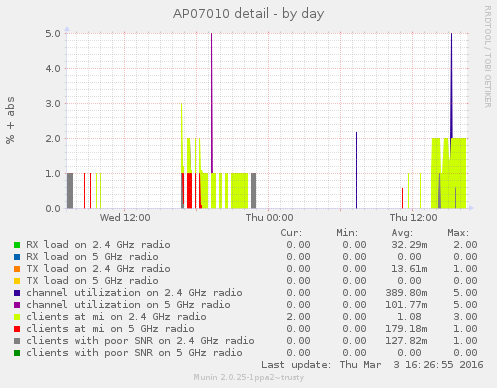 AP07010 detail - by day
RRDTOOL / TOBI OETIKER
% + abs
5.0
4.0
3.0
2.0
1.0
0.0
Wed 12:00 Thu 00:00 Thu 12:00
Cur: Min: Avg: Max:
RX load on 2.4 GHz radio 0.00 0.00 32.29m 2.00
RX load on 5 GHz radio 0.00 0.00 0.00 0.00
TX load on 2.4 GHz radio 0.00 0.00 13.61m 1.00
TX load on 5 GHz radio 0.00 0.00 0.00 0.00
channel utilization on 2.4 GHz radio 0.00 0.00 389.80m 5.00
channel utilization on 5 GHz radio 0.00 0.00 101.77m 5.00
clients at mi on 2.4 GHz radio 2.00 0.00 1.08 3.00
clients at mi on 5 GHz radio 0.00 0.00 179.18m 1.00
clients with poor SNR on 2.4 GHz radio 0.00 0.00 127.82m 1.00
clients with poor SNR on 5 GHz radio 0.00 0.00 0.00 0.00
Last update: Thu Mar 3 16:26:55 2016
Munin 2.0.25-1ppa2~trusty